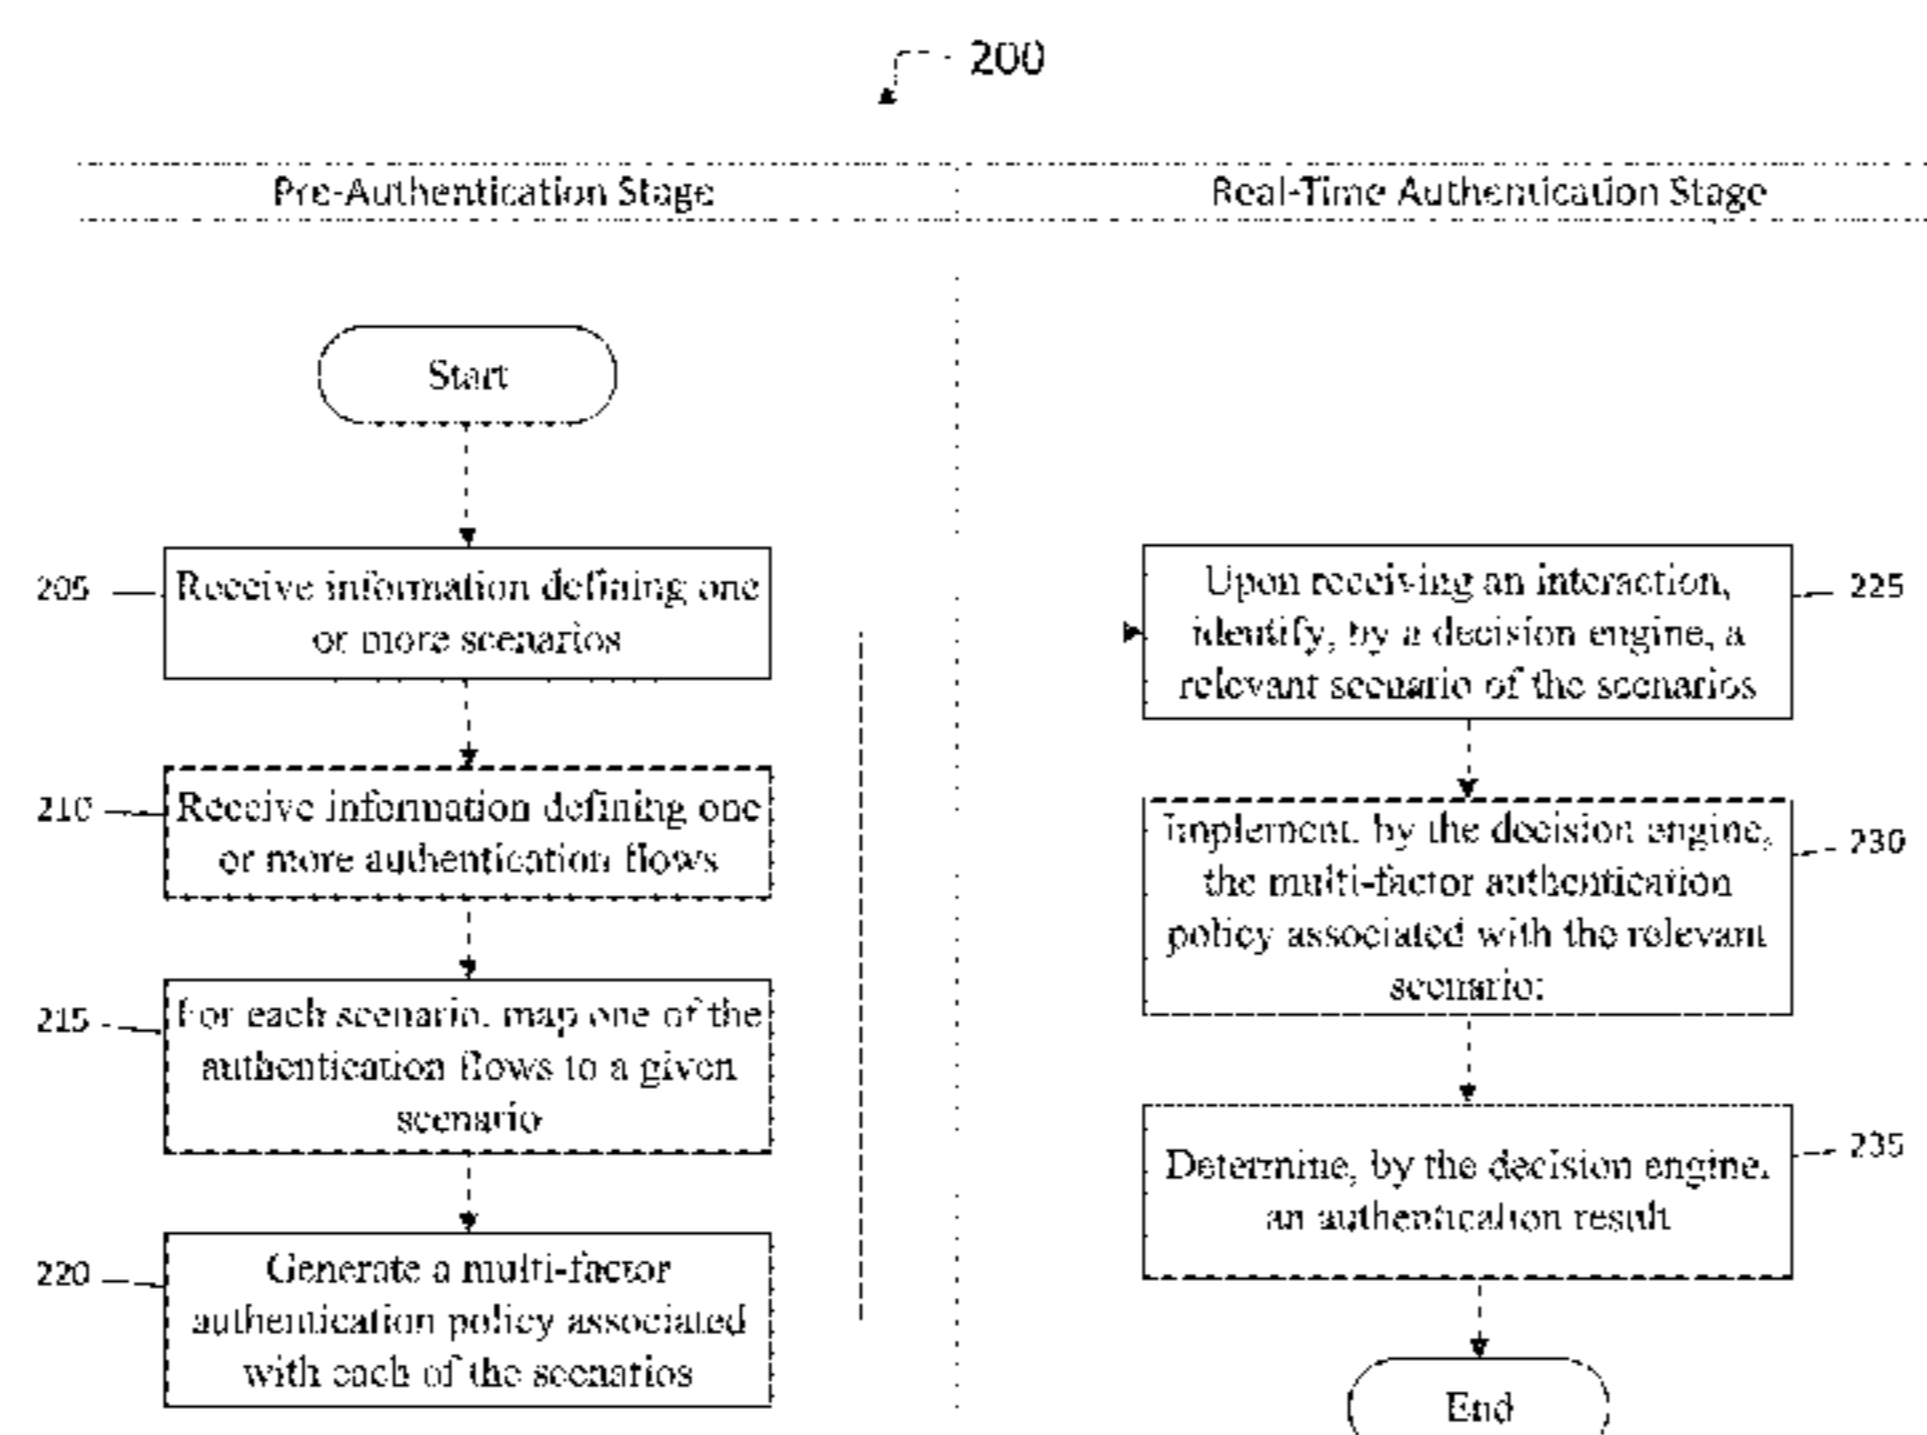 200
Pre-Authentication Stage
Real-Time Authentication Stage
Start
205
Receive information defining one
or more scenarios
210
Receive information defining one
or more authentication flows
215
For each scenario, map one of the
authentication flows to a given
scenario
220
Generate a multi-factor
authentication policy associated
with each of the scenarios
Upon receiving an interaction,
identify, by a decision engine, a
relevant scenario of the scenarios
225
Implement, by the decision engine,
the multi-factor authentication
policy associated with the relevant
scenario;
230
Determine, by the decision engine,
an authentication result
235
End